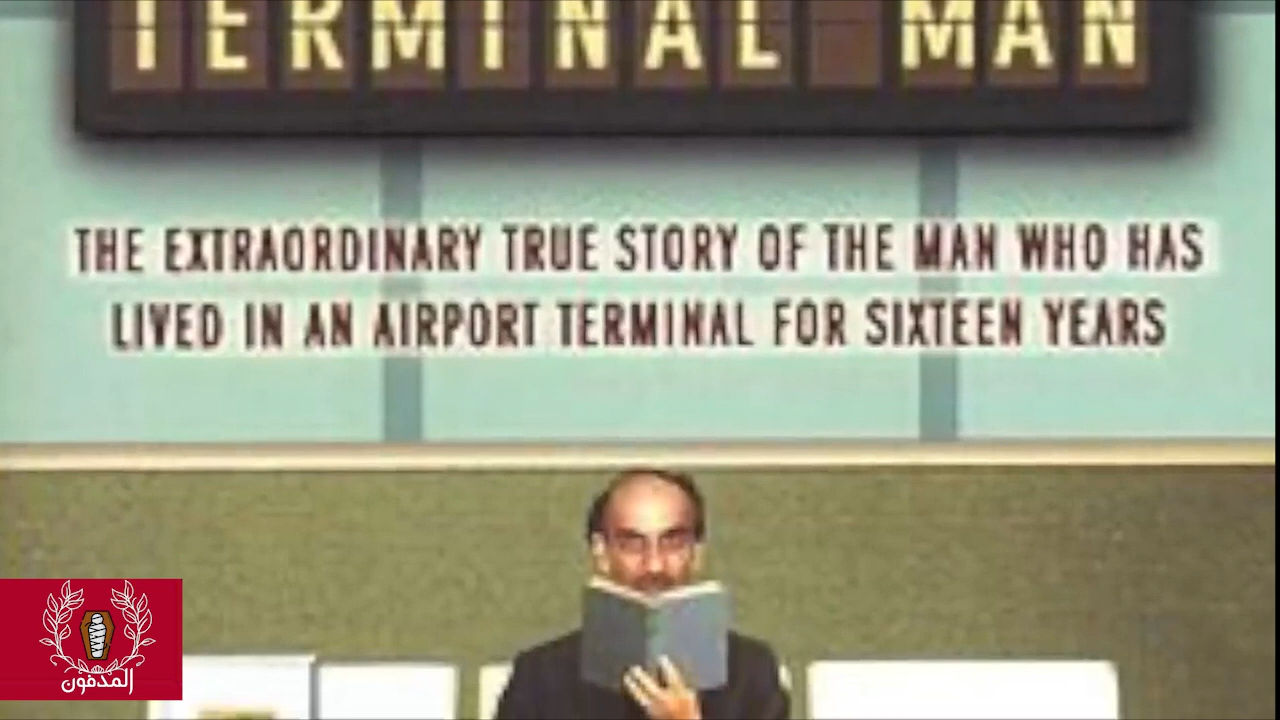 TERMINAL MAN
THE EXTRAORDINARY TRUE STORY OF THE MAN WHO HAS
LIVED IN AN AIRPORT TERMINAL FOR SIXTEEN YEARS
المدفون